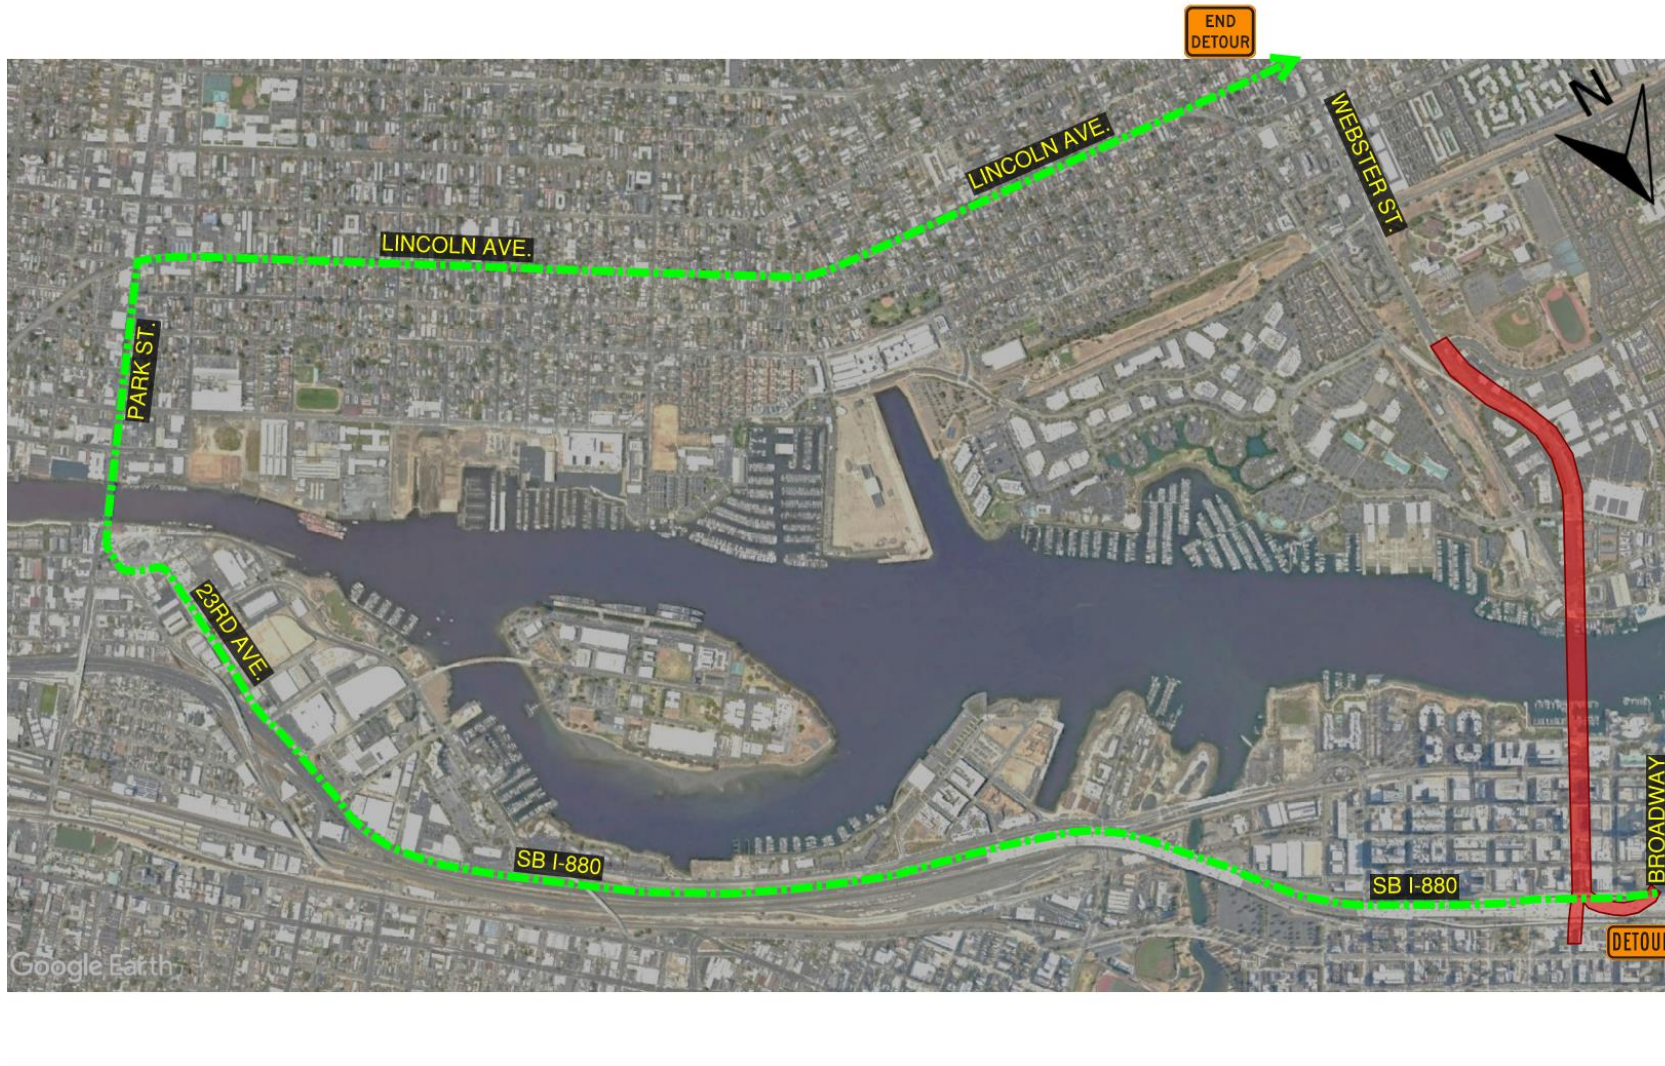 END
DETOUR
N
WEBSTER ST.
LINCOLN AVE.
LINCOLN AVE.
PARK ST.
23RD AVE.
SB I-880
SB I-880
BROADWAY
DETOUR
Google Earth